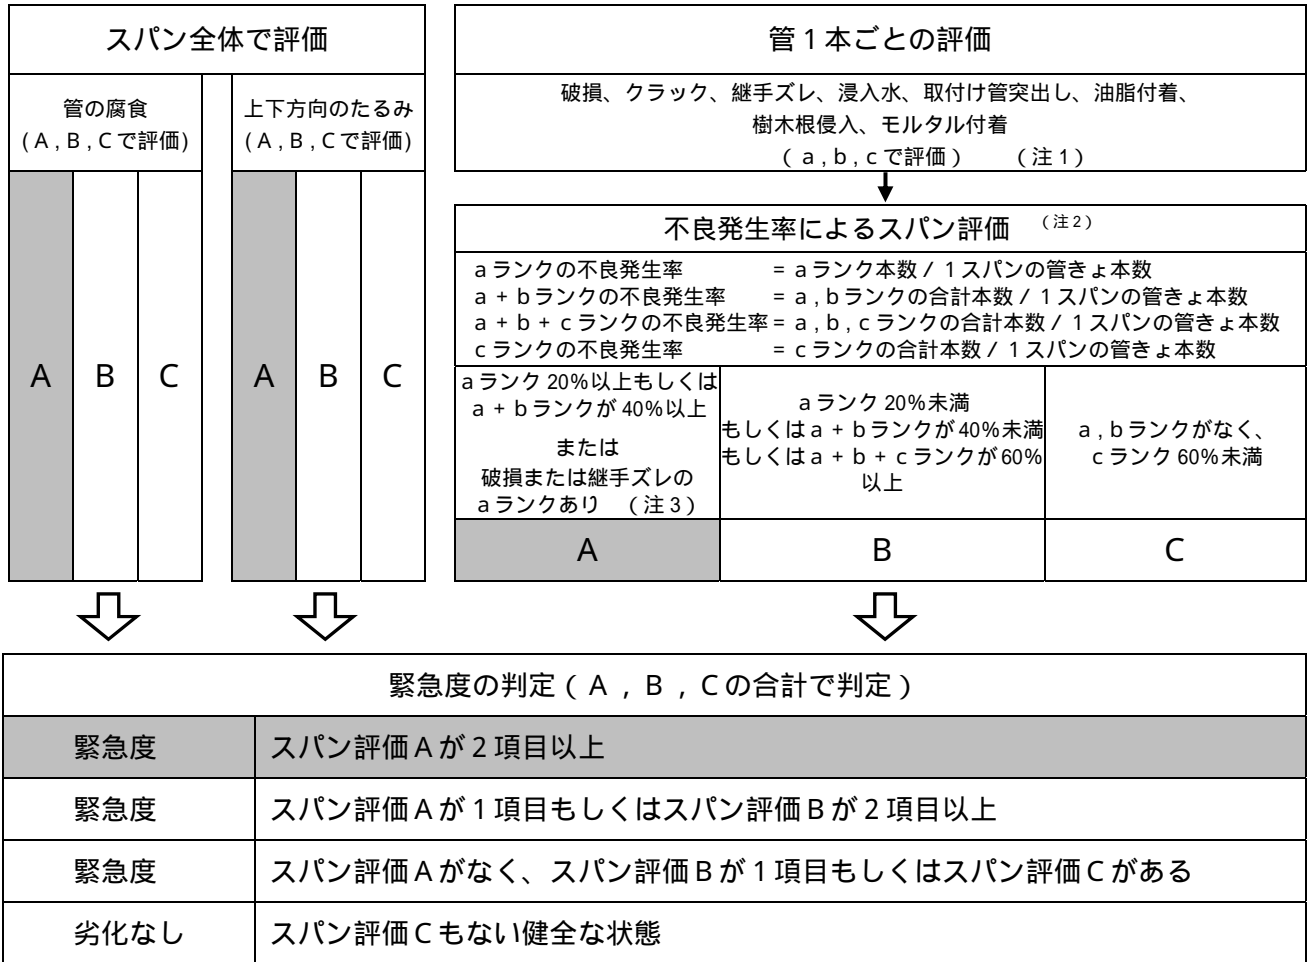 スパン全体で評価
管の腐食
(A,B,Cで評価)
上下方向のたるみ
(A,B,Cで評価)
A
B
C
A
B
C
管1本ごとの評価
破損、クラック、継手ズレ、浸入水、取付け管突出し、油脂付着、
樹木根侵入、モルタル付着
(a,b,cで評価) (注1)
不良発生率によるスパン評価 (注2)
aランクの不良発生率 =aランク本数/1スパンの管きょ本数
a+bランクの不良発生率 =a,bランクの合計本数/1スパンの管きょ本数
a+b+cランクの不良発生率=a,b,cランクの合計本数/1スパンの管きょ本数
cランクの不良発生率 =cランクの合計本数/1スパンの管きょ本数
aランク20%以上もしくは
a+bランクが40%以上
または
破損または継手ズレの
aランクあり (注3)
aランク20%未満
もしくはa+bランクが40%未満
もしくはa+b+cランクが60%
以上
a,bランクがなく、
cランク60%未満
A
B
C
緊急度の判定(A,B,Cの合計で判定)
緊急度 スパン評価Aが2項目以上
緊急度 スパン評価Aが1項目もしくはスパン評価Bが2項目以上
緊急度 スパン評価Aがなく、スパン評価Bが1項目もしくはスパン評価Cがある
劣化なし スパン評価Cもない健全な状態